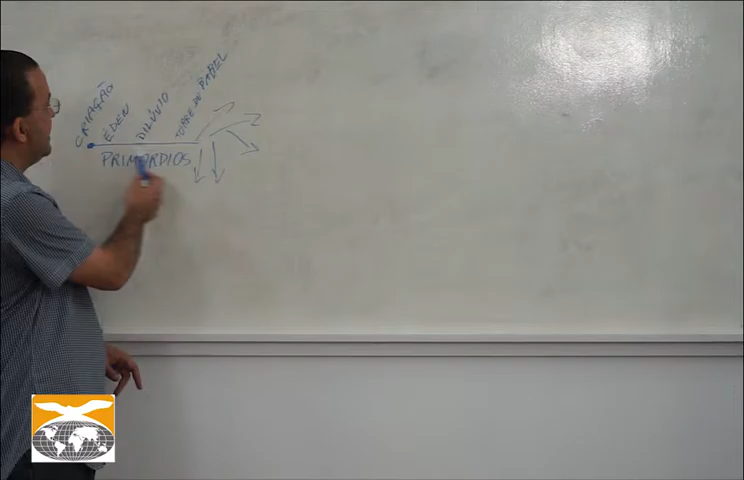 CRIAÇÃO
ÉDEN
DILÚVIO
TORRE DE BABEL
PRIMÓRDIOS